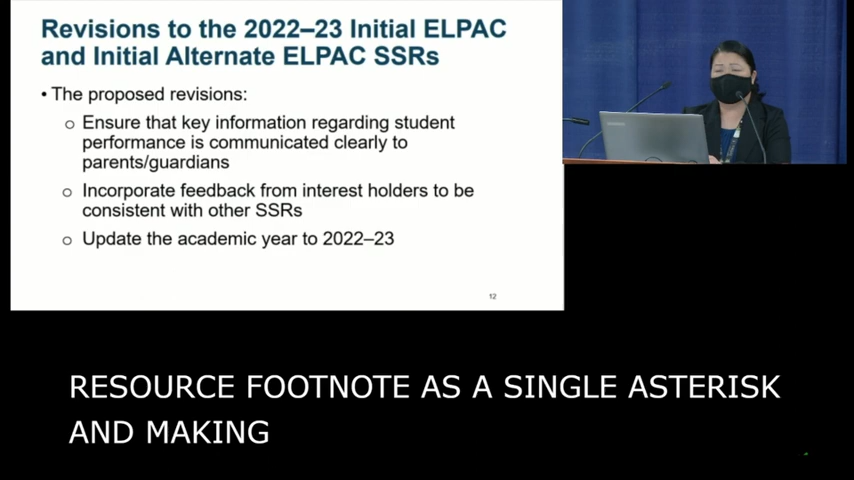 Revisions to the 2022–23 Initial ELPAC
and Initial Alternate ELPAC SSRs
• The proposed revisions:
o Ensure that key information regarding student
performance is communicated clearly to
parents/guardians
o Incorporate feedback from interest holders to be
consistent with other SSRs
o Update the academic year to 2022–23
12
RESOURCE FOOTNOTE AS A SINGLE ASTERISK
AND MAKING